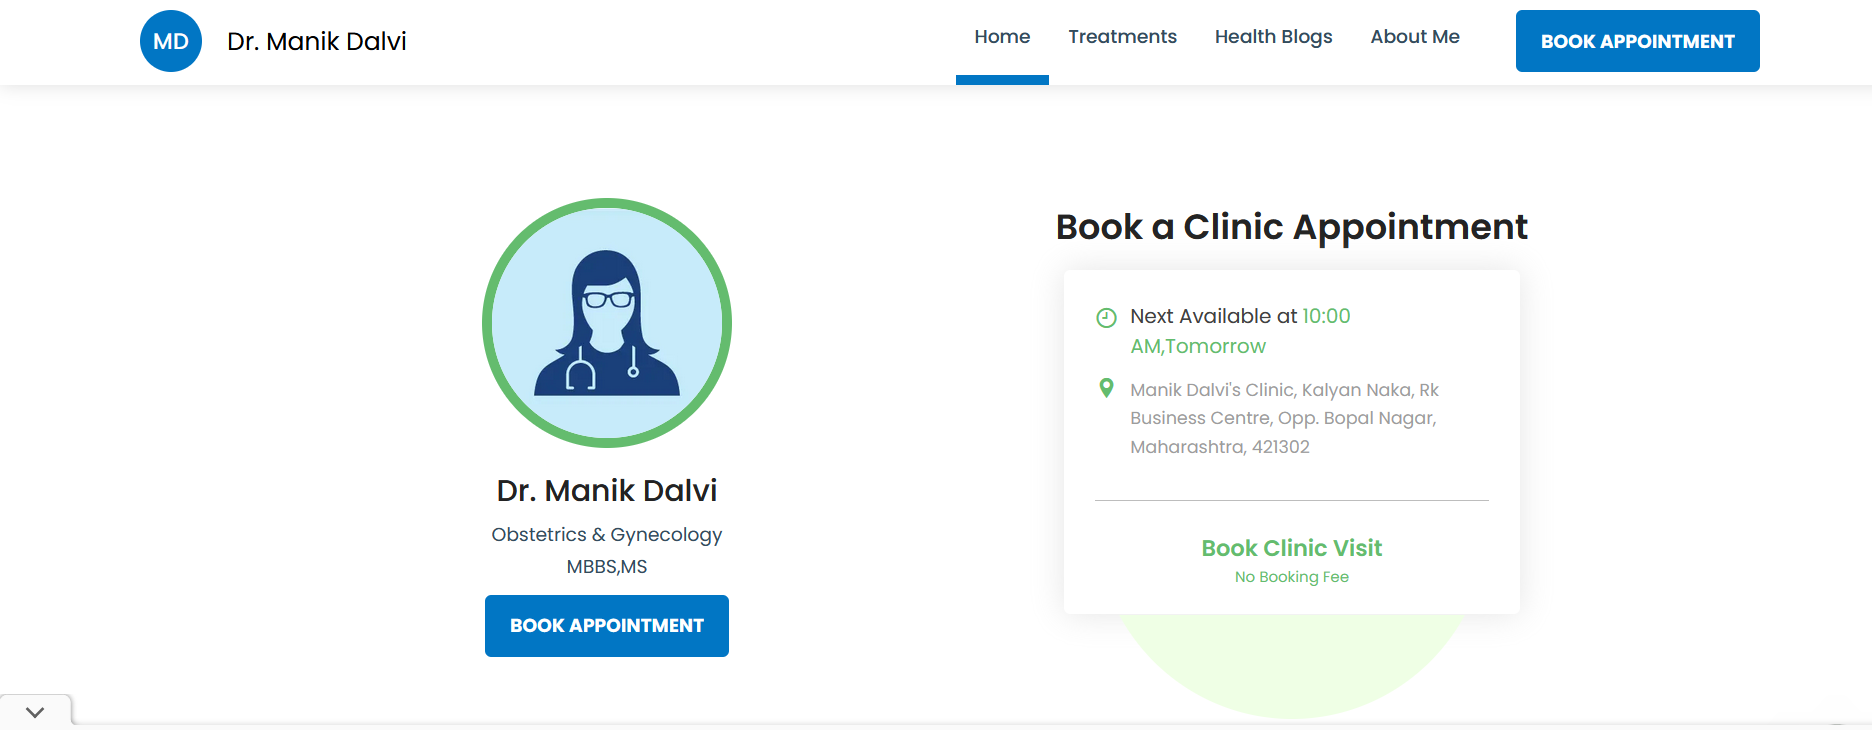 MD
Dr. Manik Dalvi
Home
Treatments
Health Blogs
About Me
BOOK APPOINTMENT
Dr. Manik Dalvi
Obstetrics & Gynecology
MBBS,MS
BOOK APPOINTMENT
Book a Clinic Appointment
Next Available at 10:00
AM,Tomorrow
Manik Dalvi's Clinic, Kalyan Naka, Rk
Business Centre, Opp. Bopal Nagar,
Maharashtra, 421302
Book Clinic Visit
No Booking Fee